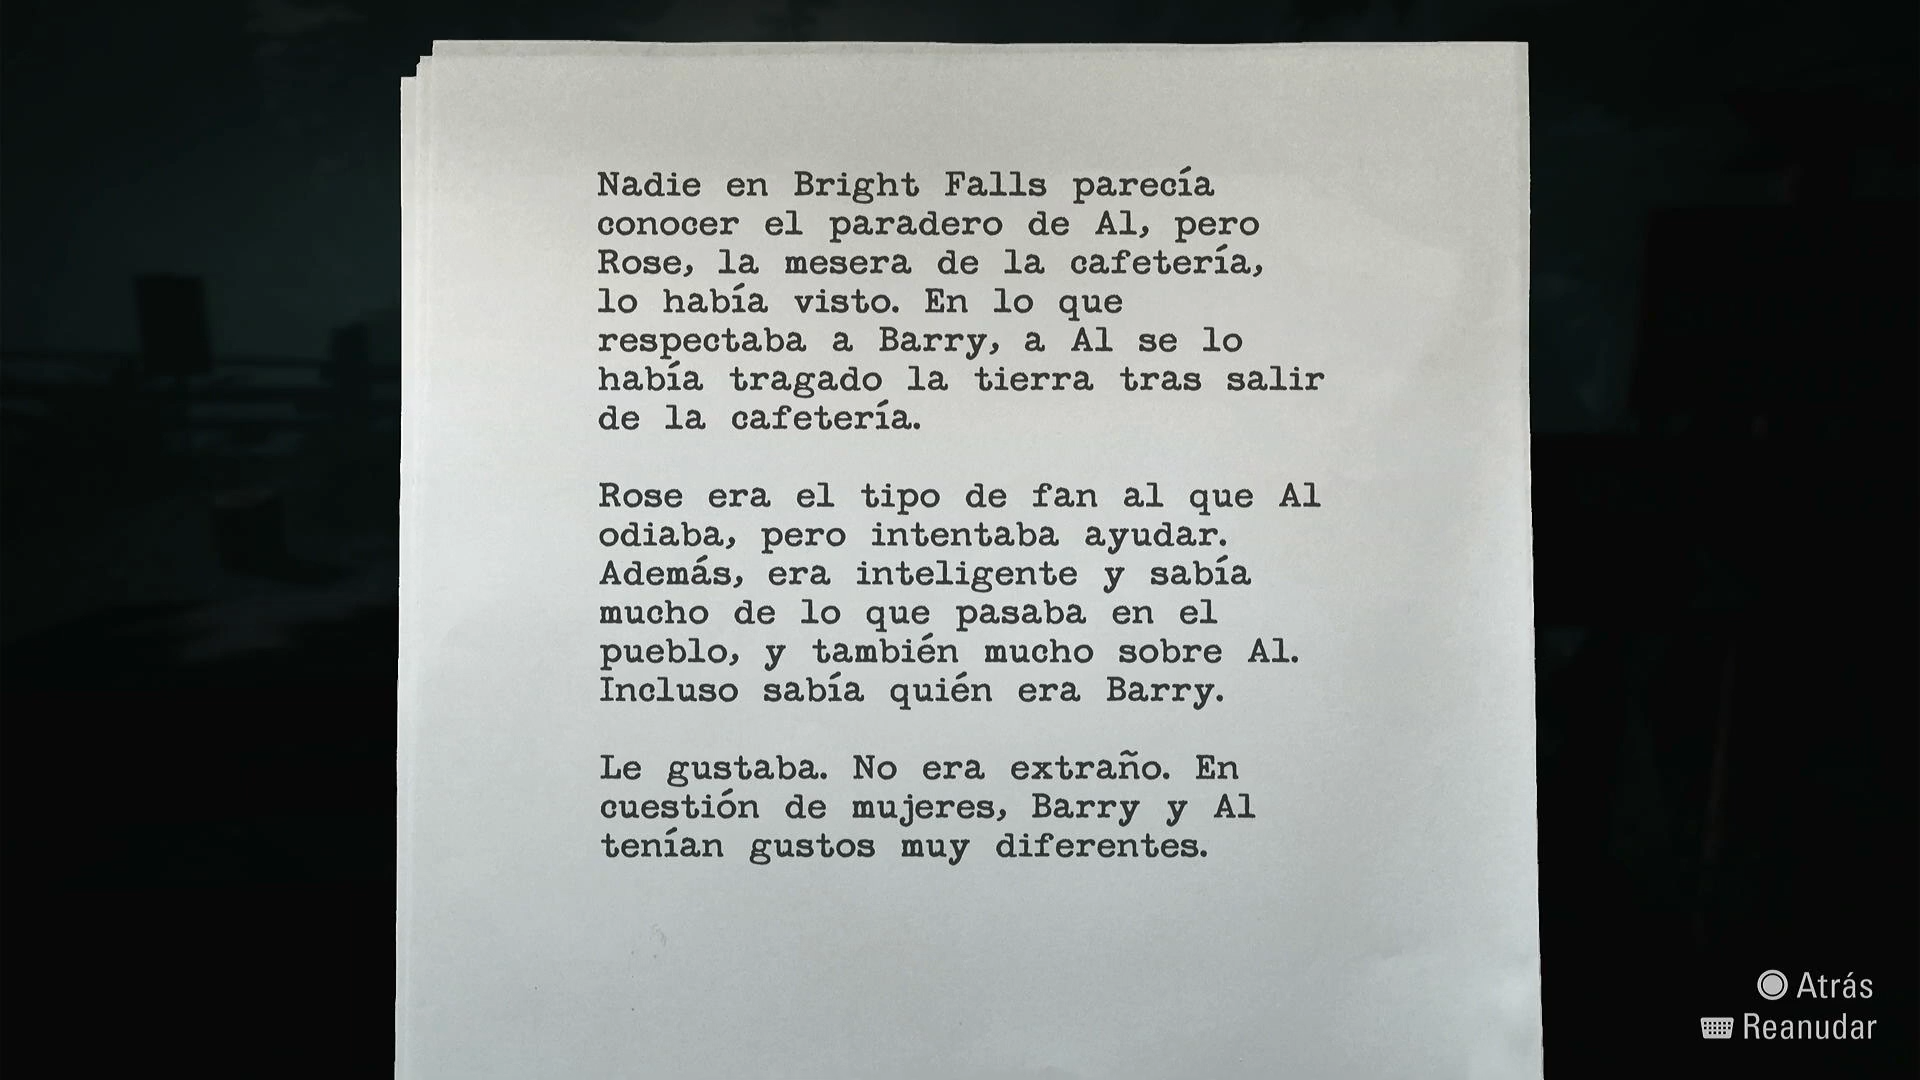 Nadie en Bright Falls parecía
conocer el paradero de Al, pero
Rose, la mesera de la cafetería,
lo había visto. En lo que
respectaba a Barry, a Al se lo
había tragado la tierra tras salir
de la cafetería.
Rose era el tipo de fan al que Al
odiaba, pero intentaba ayudar.
Además, era inteligente y sabía
mucho de lo que pasaba en el
pueblo, y también mucho sobre Al.
Incluso sabía quién era Barry.
Le gustaba. No era extraño. En
cuestión de mujeres, Barry y Al
tenían gustos muy diferentes.
Atrás
Reanudar